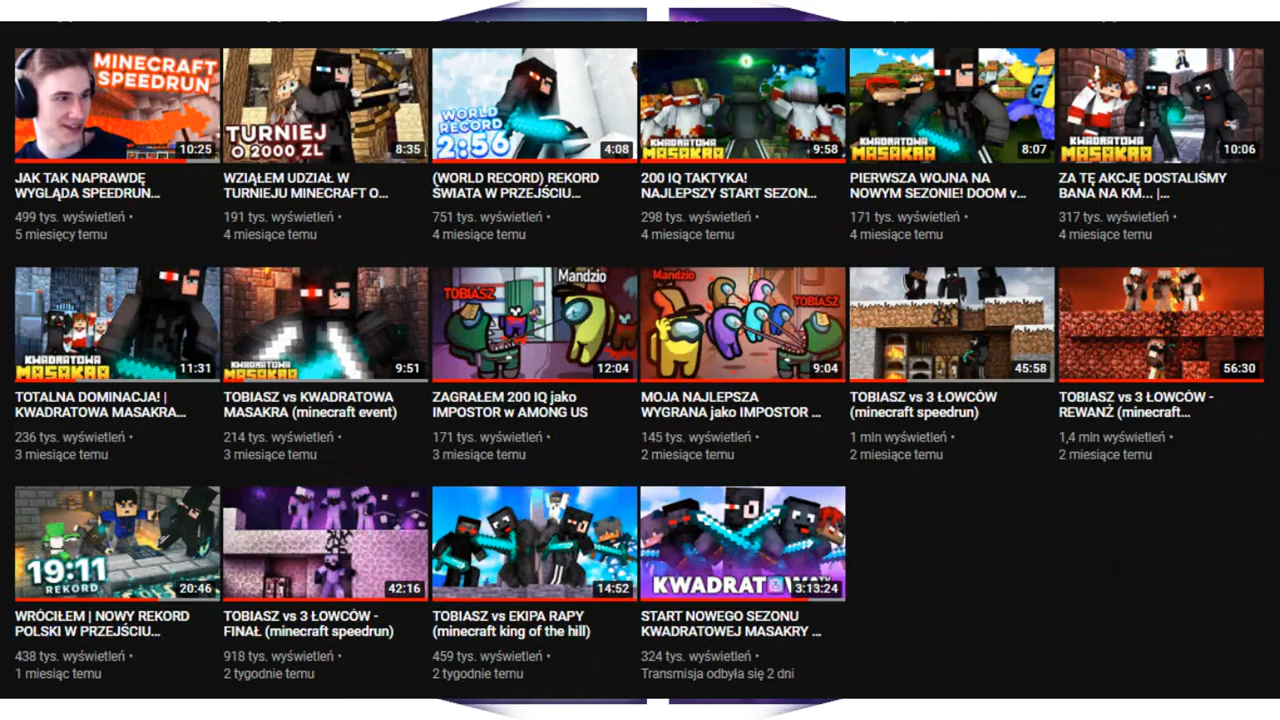 MINECRAFT
SPEEDRUN
10:25
JAK TAK NAPRAWDĘ
WYGLĄDA SPEEDRUN...
499 tys. wyświetleń •
5 miesięcy temu
TURNIEJ
O 2000 ZL
8:35
WZIĄŁEM UDZIAŁ W
TURNIEJU MINECRAFT O...
191 tys. wyświetleń •
4 miesiące temu
WORLD
RECORD
2:56
4:08
(WORLD RECORD) REKORD
ŚWIATA W PRZEJŚCIU...
751 tys. wyświetleń •
4 miesiące temu
KWADRATOWA
MASAKRA
9:58
200 IQ TAKTYKA!
NAJLEPSZY START SEZON...
298 tys. wyświetleń •
4 miesiące temu
KWADRATOWA
MASAKRA
8:07
PIERWSZA WOJNA NA
NOWYM SEZONIE! DOOM v...
171 tys. wyświetleń •
4 miesiące temu
KWADRATOWA
MASAKRA
10:06
ZA TĘ AKCJĘ DOSTALIŚMY
BANA NA KM... |...
317 tys. wyświetleń •
4 miesiące temu
KWADRATOWA
MASAKRA
11:31
TOTALNA DOMINACJA! |
KWADRATOWA MASAKRA...
236 tys. wyświetleń •
3 miesiące temu
KWADRATOWA
MASAKRA
9:51
TOBIASZ vs KWADRATOWA
MASAKRA (minecraft event)
214 tys. wyświetleń •
3 miesiące temu
Mandzio
TOBIASZ
12:04
ZAGRAŁEM 200 IQ jako
IMPOSTOR w AMONG US
171 tys. wyświetleń •
3 miesiące temu
Mandzio
TOBIASZ
9:04
MOJA NAJLEPSZA
WYGRANA jako IMPOSTOR ...
145 tys. wyświetleń •
2 miesiące temu
45:58
TOBIASZ vs 3 ŁOWCÓW
(minecraft speedrun)
1 mln wyświetleń •
2 miesiące temu
56:30
TOBIASZ vs 3 ŁOWCÓW -
REWANŻ (minecraft...
1,4 mln wyświetleń •
2 miesiące temu
19:11
REKORD
20:46
WRÓCIŁEM | NOWY REKORD
POLSKI W PRZEJŚCIU...
438 tys. wyświetleń •
1 miesiąc temu
42:16
TOBIASZ vs 3 ŁOWCÓW -
FINAŁ (minecraft speedrun)
918 tys. wyświetleń •
2 tygodnie temu
14:52
TOBIASZ vs EKIPA RAPY
(minecraft king of the hill)
459 tys. wyświetleń •
2 tygodnie temu
3:13:24
START NOWEGO SEZONU
KWADRATOWEJ MASAKRY ...
324 tys. wyświetleń •
Transmisja odbyła się 2 dni